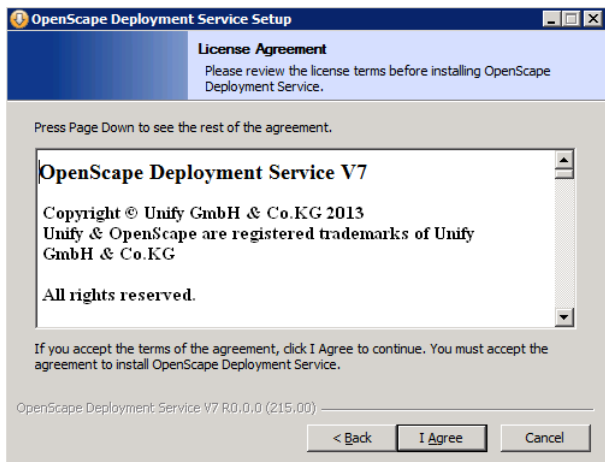 OpenScape Deployment Service Setup
License Agreement
Please review the license terms before installing OpenScape
Deployment Service.
Press Page Down to see the rest of the agreement.
OpenScape Deployment Service V7
Copyright © Unify GmbH & Co.KG 2013
Unify & OpenScape are registered trademarks of Unify
GmbH & Co.KG
All rights reserved.
If you accept the terms of the agreement, click I Agree to continue. You must accept the
agreement to install OpenScape Deployment Service.
OpenScape Deployment Service V7 R0.0.0 (215.00)
< Back I Agree Cancel